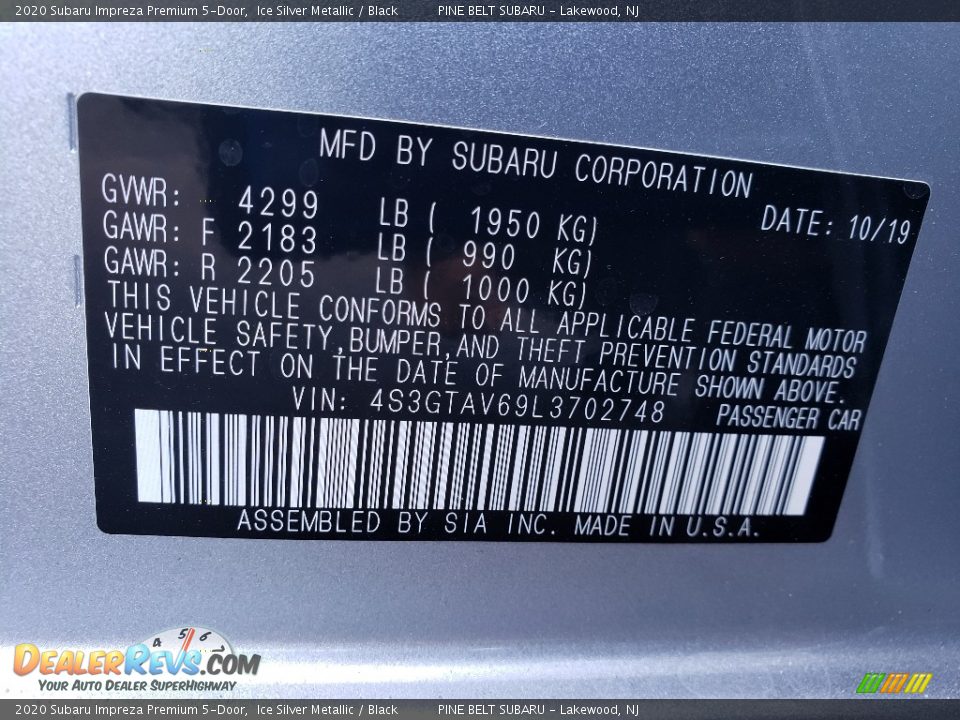 2020 Subaru Impreza Premium 5-Door, Ice Silver Metallic / Black PINE BELT SUBARU - Lakewood, NJ
MFD BY SUBARU CORPORATION
GVWR: 4299 LB ( 1950 KG) DATE: 10/19
GAWR: F 2183 LB ( 990 KG)
GAWR: R 2205 LB ( 1000 KG)
THIS VEHICLE CONFORMS TO ALL APPLICABLE FEDERAL MOTOR
VEHICLE SAFETY, BUMPER, AND THEFT PREVENTION STANDARDS
IN EFFECT ON THE DATE OF MANUFACTURE SHOWN ABOVE.
VIN: 4S3GTAV69L3702748 PASSENGER CAR
ASSEMBLED BY SIA INC. MADE IN U.S.A.
4 5 6 7
DEALERREVS.COM
YOUR AUTO DEALER SUPERHIGHWAY
2020 Subaru Impreza Premium 5-Door, Ice Silver Metallic / Black PINE BELT SUBARU - Lakewood, NJ